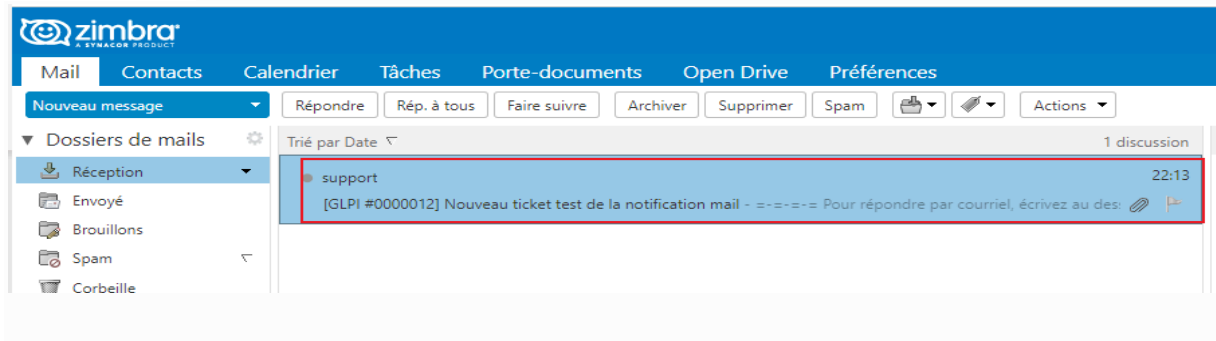 zimbra
A SYNACOR PRODUCT
Mail Contacts Calendrier Tâches Porte-documents Open Drive Préférences
Nouveau message Répondre Rép. à tous Faire suivre Archiver Supprimer Spam Actions
Dossiers de mails Trié par Date 1 discussion
Réception support 22:13
[GLPI #0000012] Nouveau ticket test de la notification mail - =-=-=-= Pour répondre par courriel, écrivez au des
Envoyé
Brouillons
Spam
Corbeille